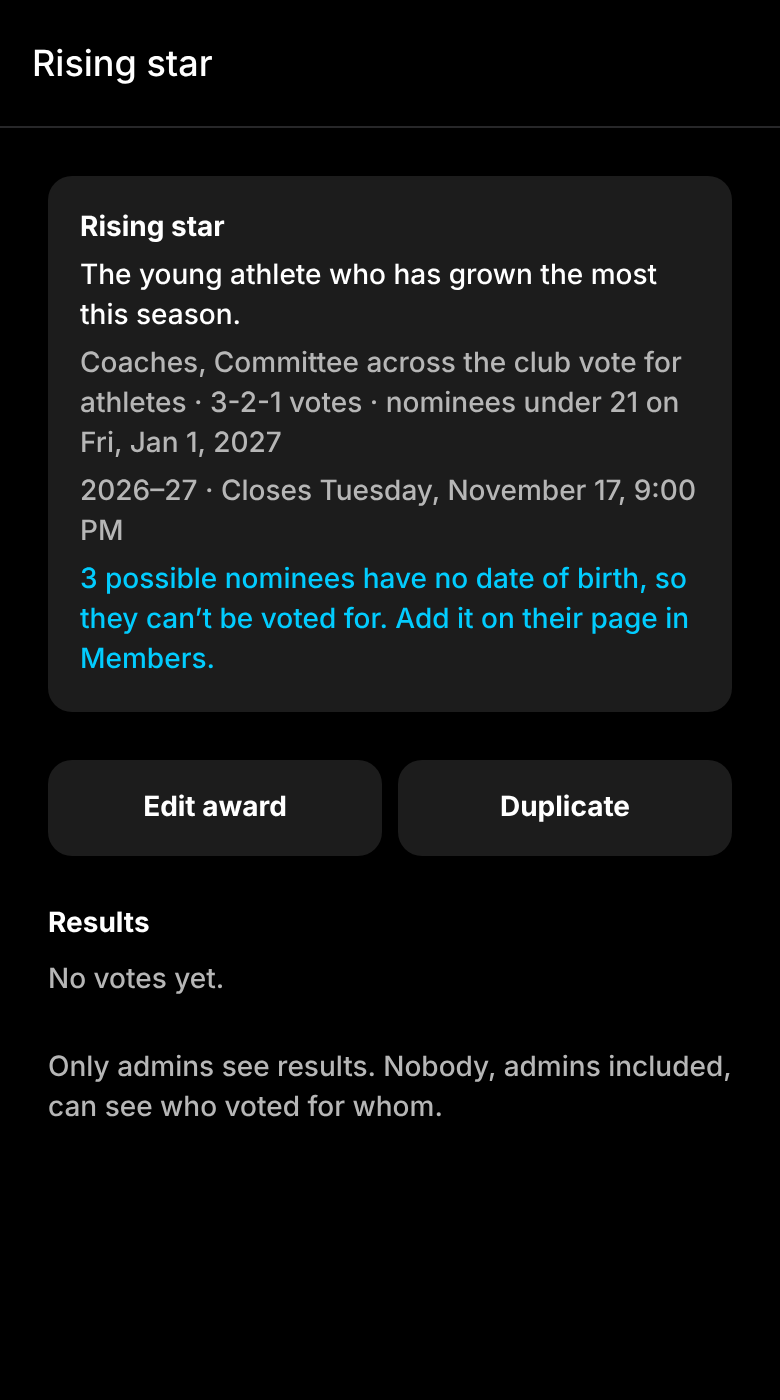 Rising star
Rising star
The young athlete who has grown the most
this season.
Coaches, Committee across the club vote for
athletes · 3-2-1 votes · nominees under 21 on
Fri, Jan 1, 2027
2026–27 · Closes Tuesday, November 17, 9:00
PM
3 possible nominees have no date of birth, so
they can’t be voted for. Add it on their page in
Members.
Edit award
Duplicate
Results
No votes yet.
Only admins see results. Nobody, admins included,
can see who voted for whom.